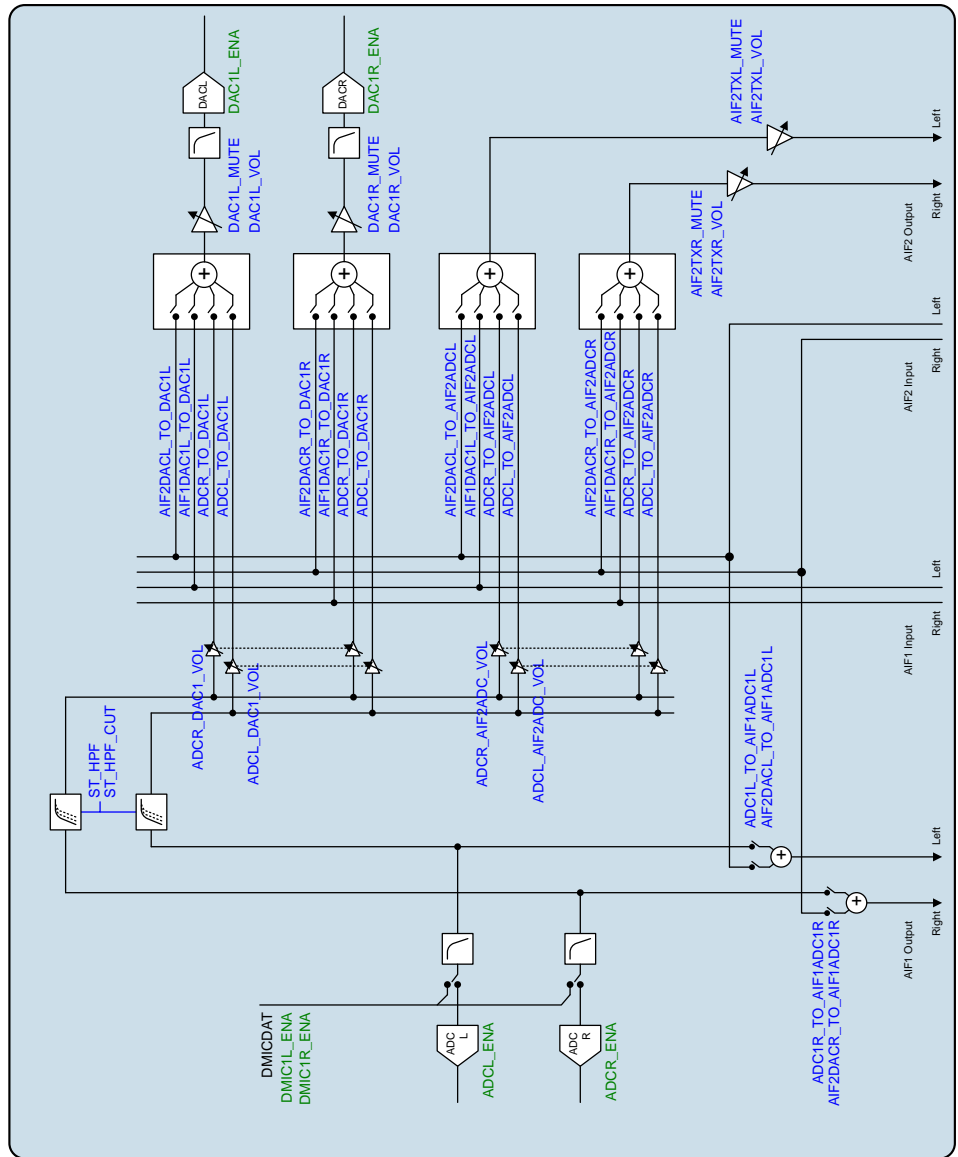 DACL
DAC1L_ENA
DAC1L_MUTE
DAC1L_VOL
DACR
DAC1R_ENA
DAC1R_MUTE
DAC1R_VOL
AIF2TXL_MUTE
AIF2TXL_VOL
AIF2TXR_MUTE
AIF2TXR_VOL
Left
Right
AIF2 Output
+
+
+
+
AIF2DACL_TO_DAC1L
AIF1DAC1L_TO_DAC1L
ADCR_TO_DAC1L
ADCL_TO_DAC1L
AIF2DACR_TO_DAC1R
AIF1DAC1R_TO_DAC1R
ADCR_TO_DAC1R
ADCL_TO_DAC1R
AIF2DACL_TO_AIF2ADCL
AIF1DAC1L_TO_AIF2ADCL
ADCR_TO_AIF2ADCL
ADCL_TO_AIF2ADCL
AIF2DACR_TO_AIF2ADCR
AIF1DAC1R_TO_AIF2ADCR
ADCR_TO_AIF2ADCR
ADCL_TO_AIF2ADCR
Left
Right
AIF2 Input
Left
Right
AIF1 Input
ADCR_DAC1_VOL
ADCL_DAC1_VOL
ADCR_AIF2ADC_VOL
ADCL_AIF2ADC_VOL
ST_HPF
ST_HPF_CUT
ADC1L_TO_AIF1ADC1L
AIF2DACL_TO_AIF1ADC1L
+
+
Left
Right
AIF1 Output
ADC1R_TO_AIF1ADC1R
AIF2DACR_TO_AIF1ADC1R
DMICDAT
DMIC1L_ENA
DMIC1R_ENA
ADC
L
ADCL_ENA
ADC
R
ADCR_ENA